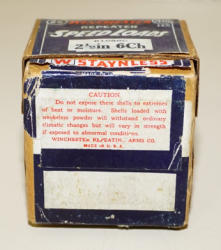 REPEATER
SPEED LOADS
2⅝in 6Ch
W. STAYNLESS
CAUTION
Do not expose these shells to extremes
of heat or moisture. Shells loaded
with smokeless powder will withstand ordinary
climatic changes but will vary in strength
if exposed to abnormal conditions.
WINCHESTER REPEATING ARMS CO.
MADE IN U.S.A.